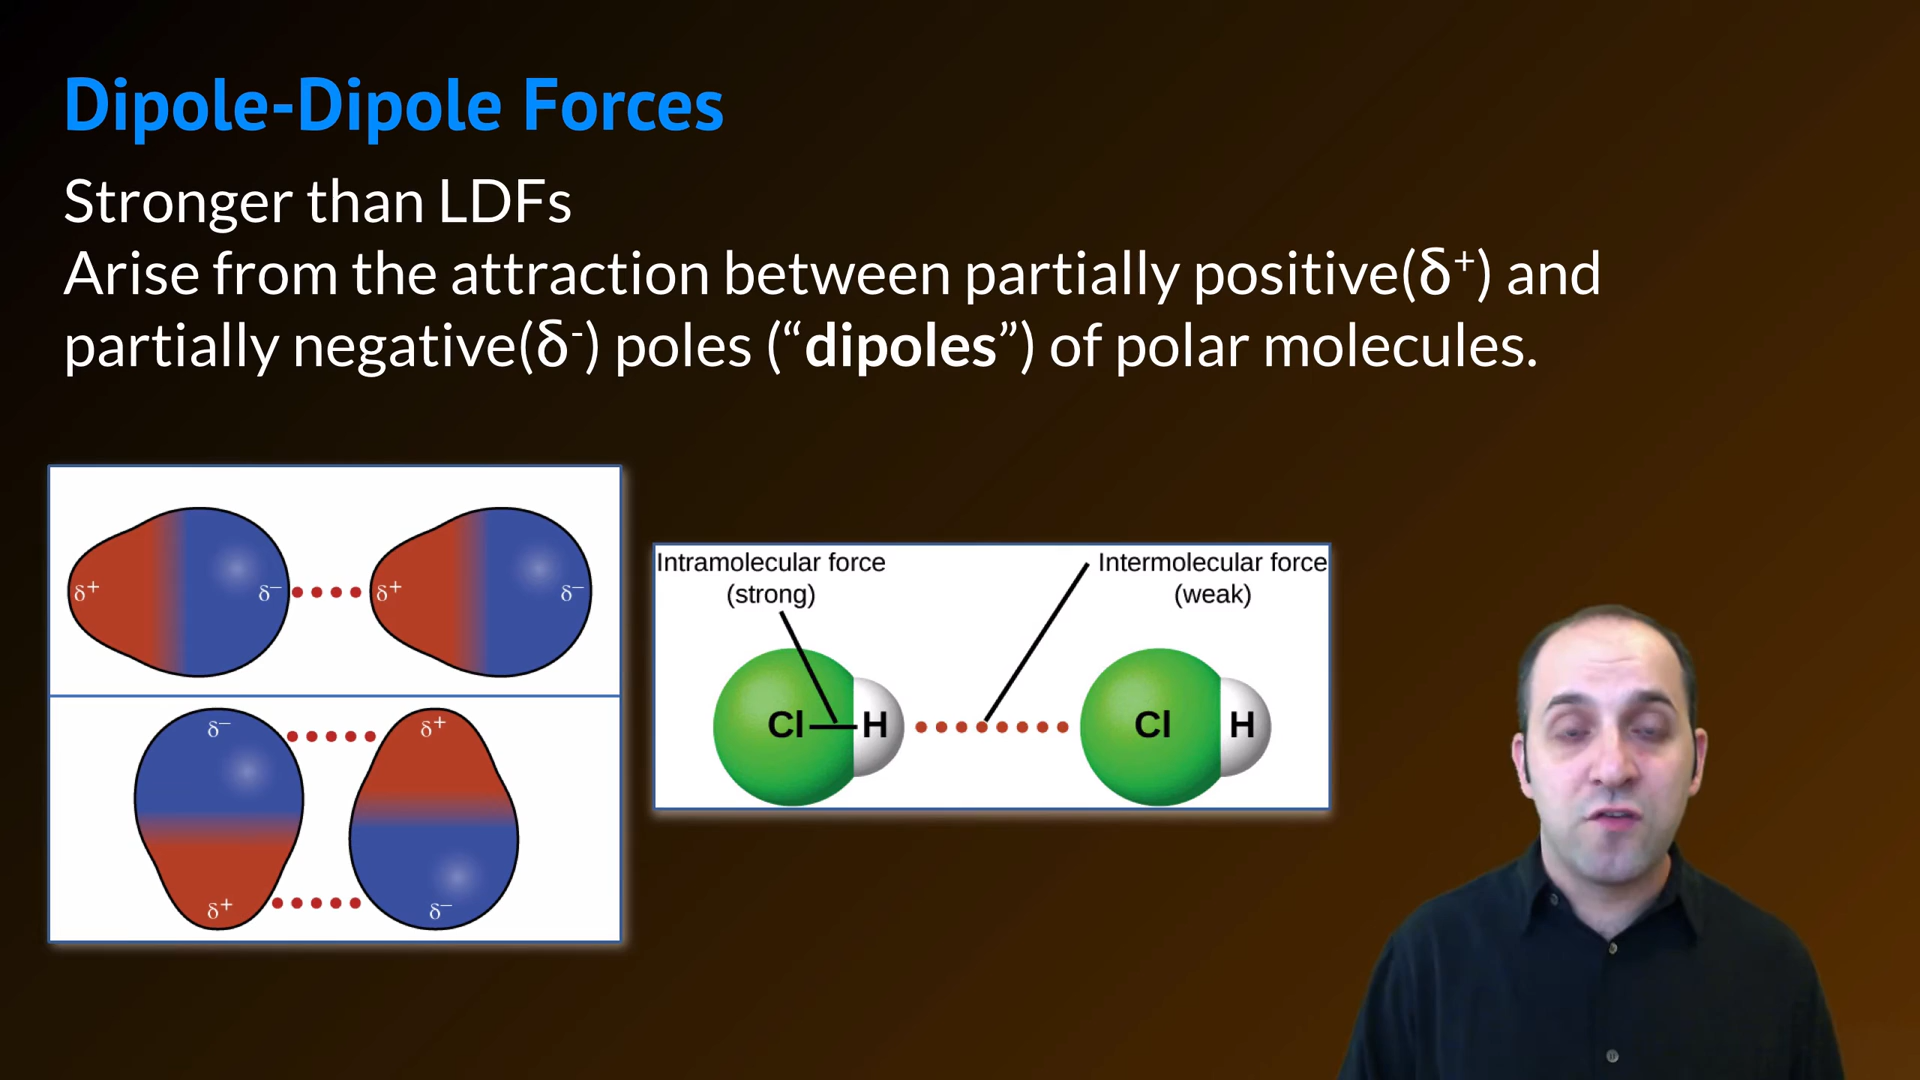 Dipole-Dipole Forces
Stronger than LDFs
Arise from the attraction between partially positive(δ⁺) and
partially negative(δ⁻) poles (“dipoles”) of polar molecules.
δ⁺ δ⁻ δ⁺ δ⁻
δ⁻ δ⁺
δ⁺ δ⁻
Intramolecular force
(strong)
Intermolecular force
(weak)
Cl H Cl H